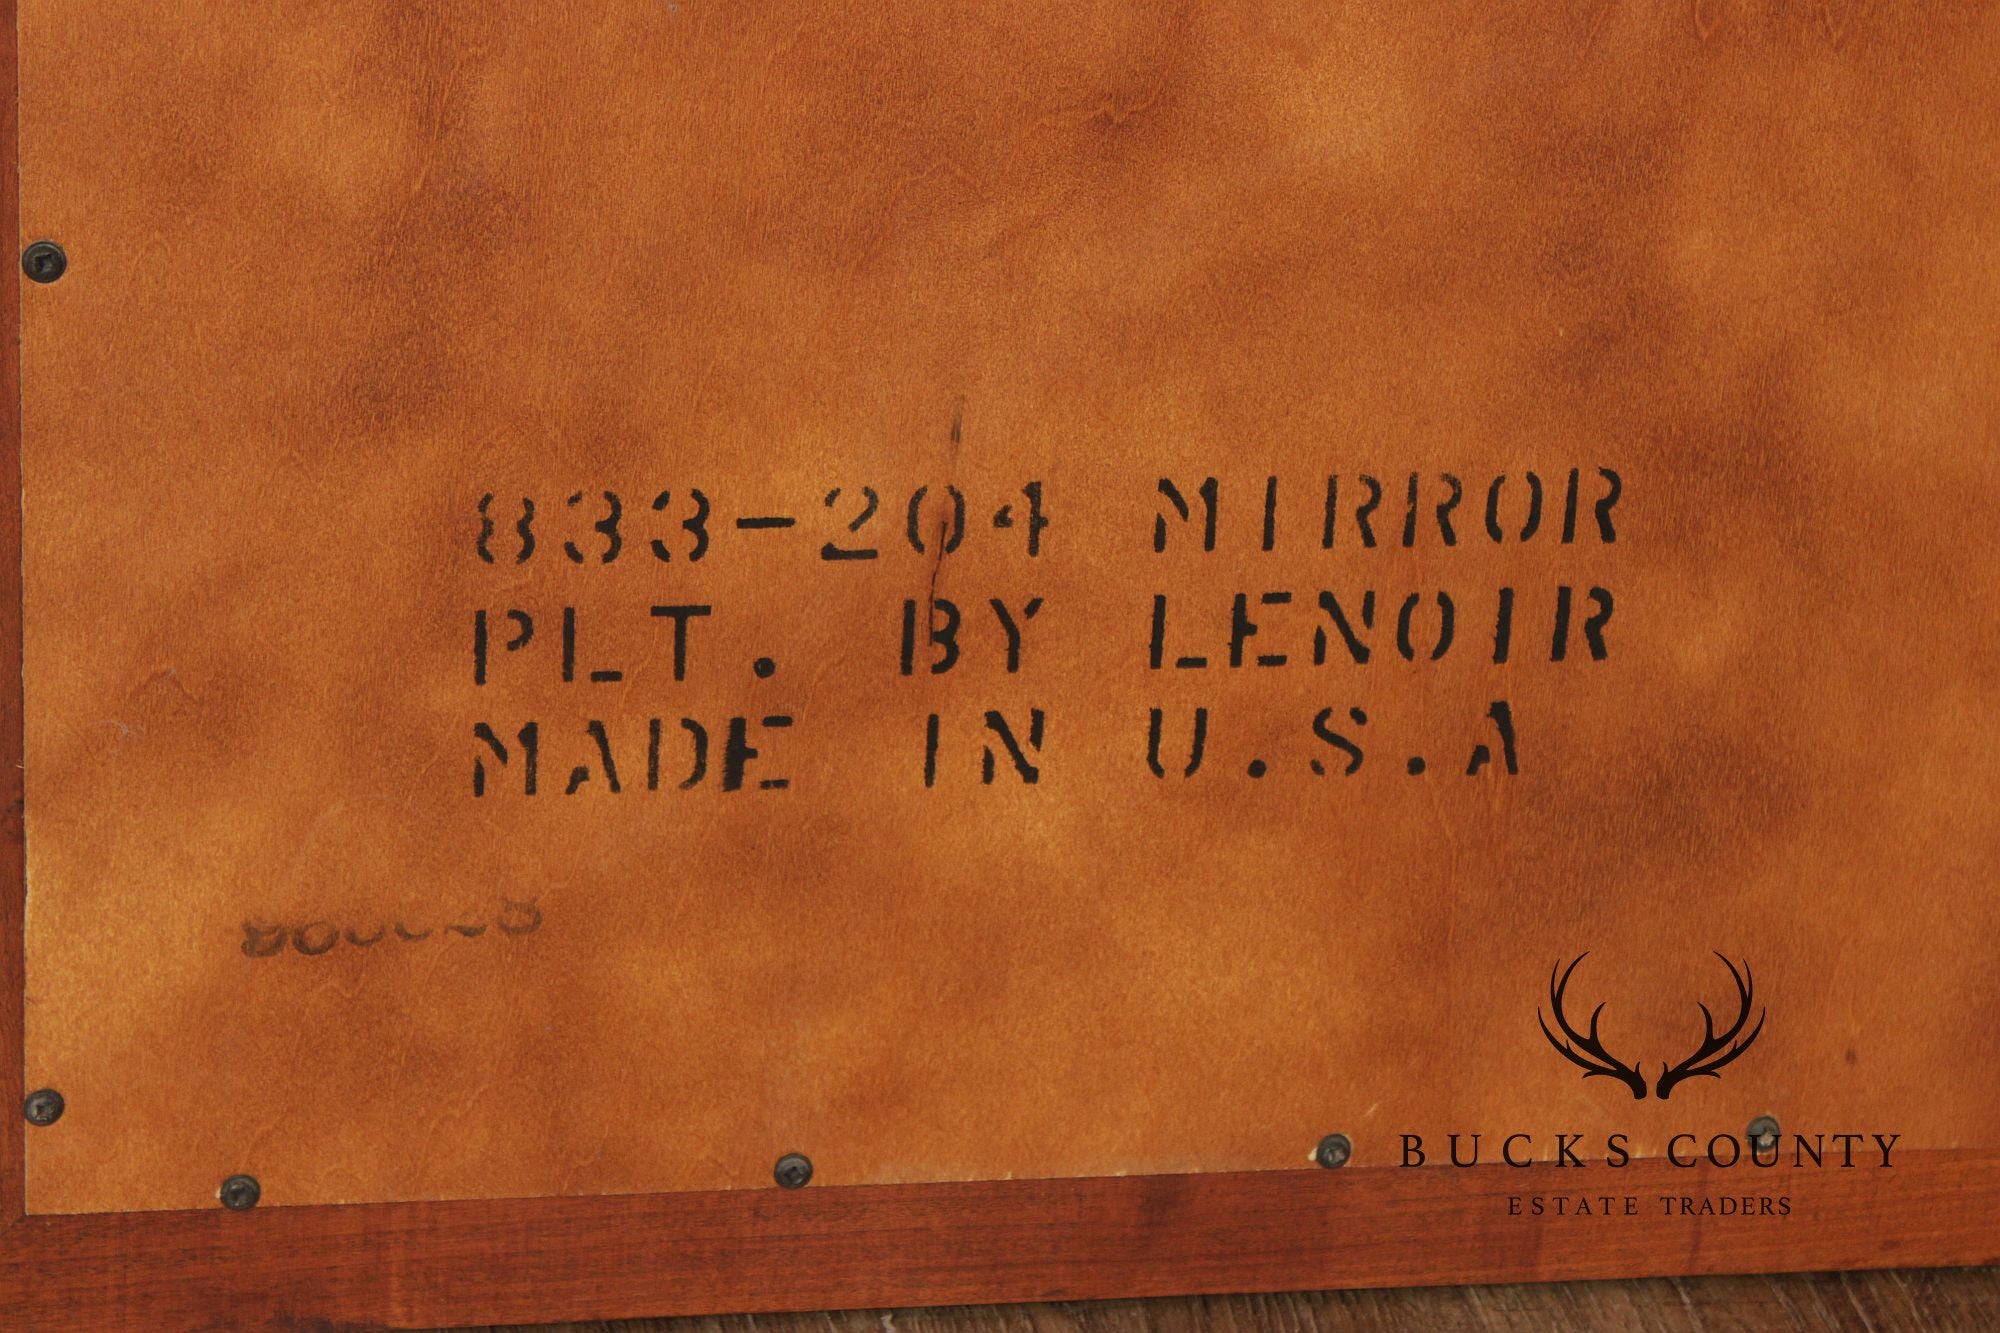 833-204 MIRROR
PLT. BY LENOIR
MADE IN U.S.A
BUCKS COUNTY
ESTATE TRADERS